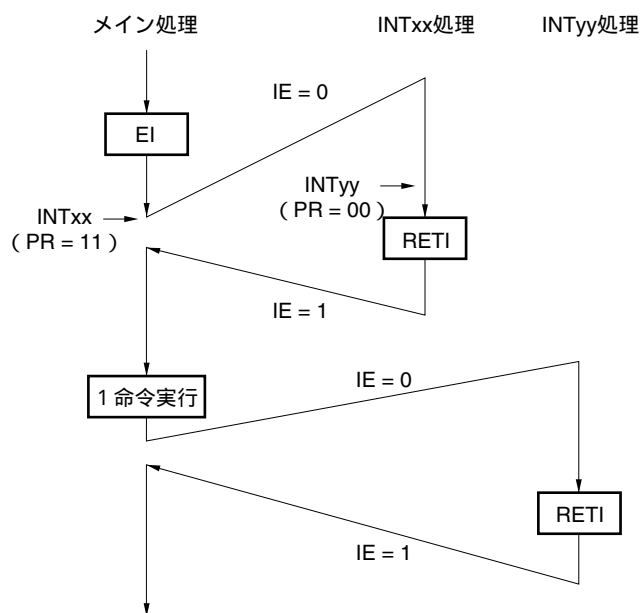 メイン処理 INTxx処理 INTyy処理
IE = 0
EI
INTyy
（PR = 00）
INTxx
（PR = 11）
RETI
IE = 1
IE = 0
1 命令実行
RETI
IE = 1